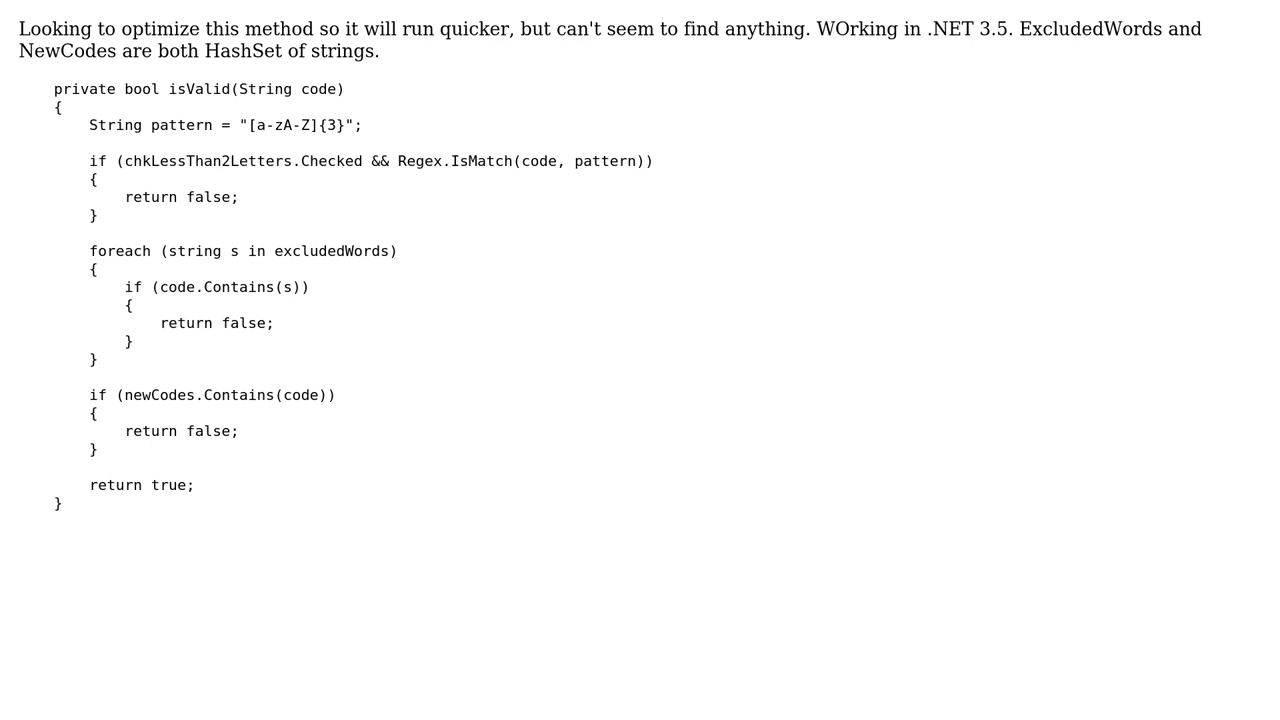 Looking to optimize this method so it will run quicker, but can't seem to find anything. WOrking in .NET 3.5. ExcludedWords and
NewCodes are both HashSet of strings.
private bool isValid(String code)
{
    String pattern = "[a-zA-Z]{3}";
    if (chkLessThan2Letters.Checked && Regex.IsMatch(code, pattern))
    {
        return false;
    }
    foreach (string s in excludedWords)
    {
        if (code.Contains(s))
        {
            return false;
        }
    }
    if (newCodes.Contains(code))
    {
        return false;
    }
    return true;
}